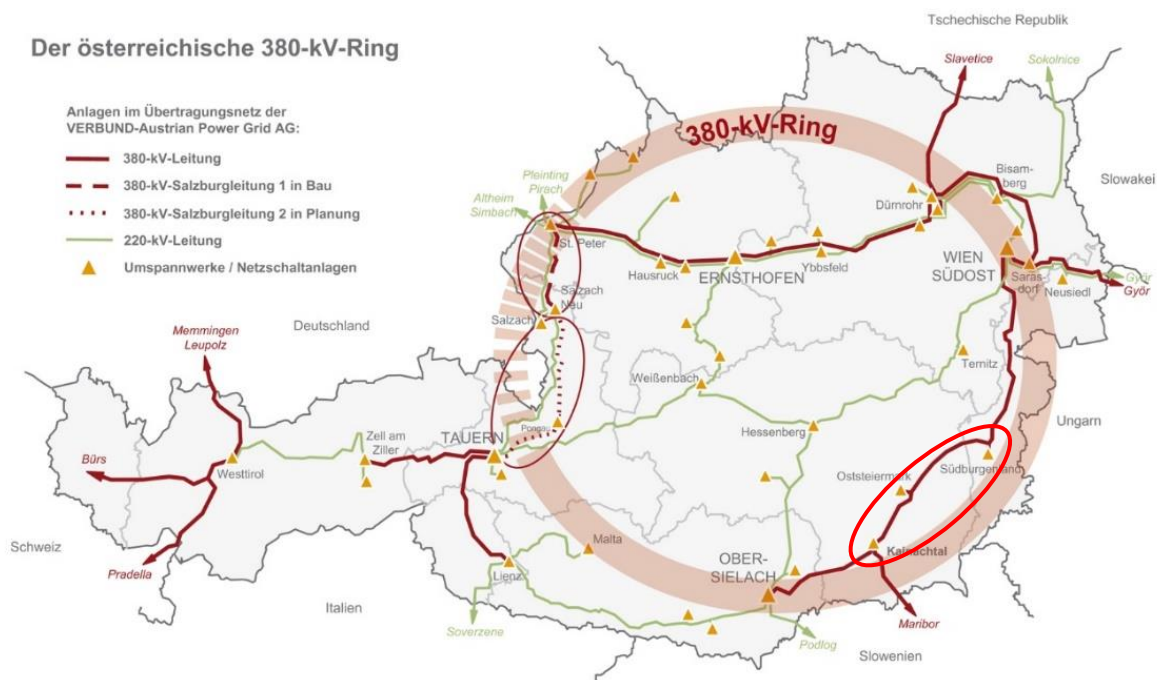 Der österreichische 380-kV-Ring
Anlagen im Übertragungsnetz der
VERBUND-Austrian Power Grid AG:
380-kV-Leitung
380-kV-Salzburgleitung 1 in Bau
380-kV-Salzburgleitung 2 in Planung
220-kV-Leitung
Umspannwerke / Netzschaltanlagen
Tschechische Republik
Slavetice
Sokolnice
380-kV-Ring
Pleinting
Pirach
Altheim
Simbach
Bisam-
berg
Slowakei
Dürnrohr
St. Peter
Hausruck
ERNSTHOFEN
Ybbsfeld
WIEN
SÜDOST
Saras-
dorf
Neusiedl
Györ
Györ
Salzach
Neu
Salzach
Deutschland
Memmingen
Leupolz
Ternitz
Weißenbach
Ungarn
Hessenberg
Pongau
TAUERN
Zell am
Ziller
Bürs
Westtirol
Oststeiermark
Südburgenland
Schweiz
Pradella
Malta
Lienz
OBER-
SIELACH
Kainachtal
Italien
Soverzene
Podlog
Maribor
Slowenien